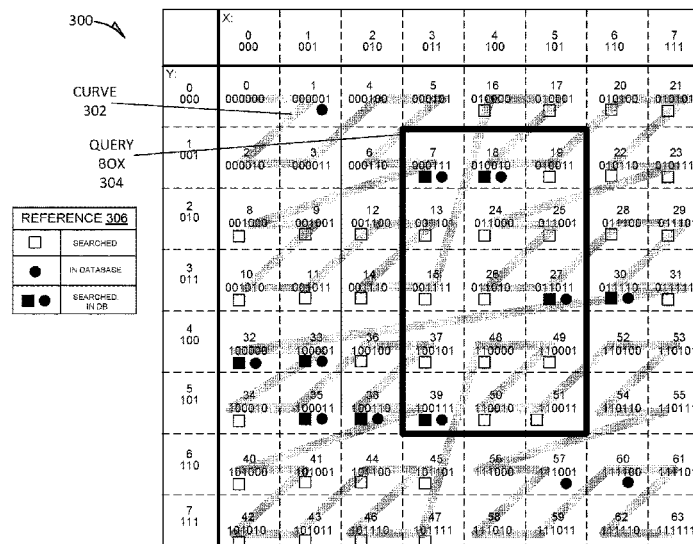 300
X:
0 1 2 3 4 5 6 7
000 001 010 011 100 101 110 111
Y:
0 0 1 4 5 16 17 20 21
000 000000 000001 000100 000101 010000 010001 010100 010101
CURVE
302
QUERY
BOX
304
1 2 3 6 7 18 19 22 23
001 000010 000011 000110 000111 010010 010011 010110 010111
REFERENCE 306
SEARCHED
IN DATABASE
SEARCHED,
IN DB
2 8 9 12 13 24 25 28 29
010 001000 001001 001100 001101 011000 011001 011100 011101
3 10 11 14 15 26 27 30 31
011 001010 001011 001110 001111 011010 011011 011110 011111
4 32 33 36 37 48 49 52 53
100 100000 100001 100100 100101 110000 110001 110100 110101
5 34 35 38 39 50 51 54 55
101 100010 100011 100110 100111 110010 110011 110110 110111
6 40 41 44 45 56 57 60 61
110 101000 101001 101100 101101 111000 111001 111100 111101
7 42 43 46 47 58 59 62 63
111 101010 101011 101110 101111 111010 111011 111110 111111